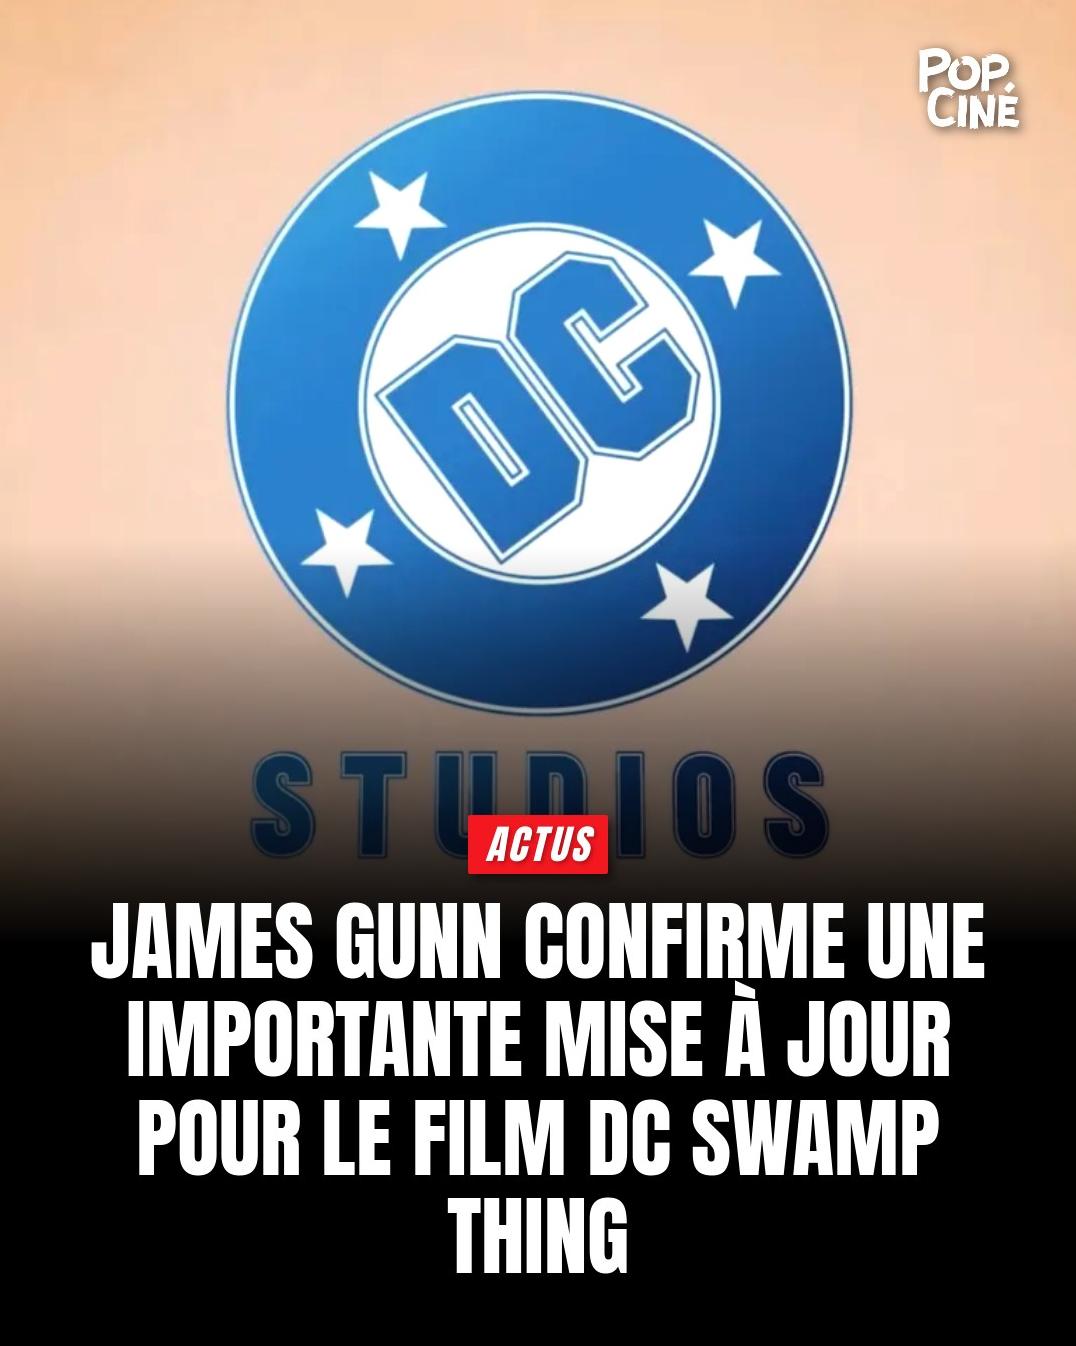 POP.
CINÉ
DC
STUDIOS
ACTUS
JAMES GUNN CONFIRME UNE
IMPORTANTE MISE À JOUR
POUR LE FILM DC SWAMP
THING